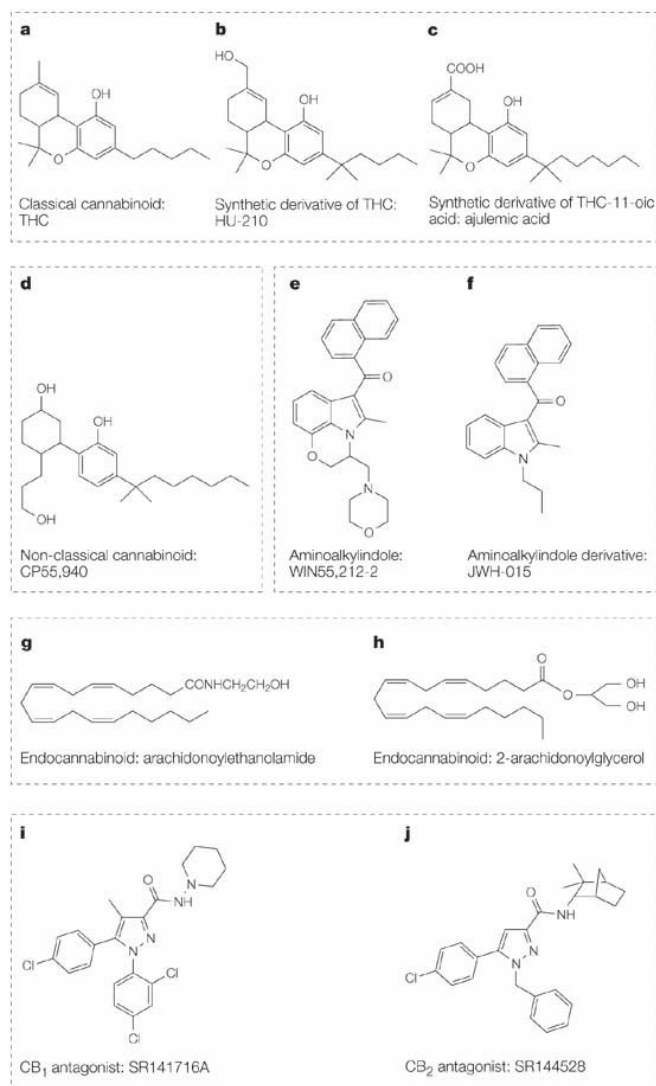 a
b
c
HO
COOH
OH
OH
OH
O
O
O
Classical cannabinoid:
THC
Synthetic derivative of THC:
HU-210
Synthetic derivative of THC-11-oic
acid: ajulemic acid
d
e
f
OH
OH
OH
O
N
O
N
O
O
N
Non-classical cannabinoid:
CP55,940
Aminoalkylindole:
WIN55,212-2
Aminoalkylindole derivative:
JWH-015
g
h
CONHCH2CH2OH
O
O
OH
OH
Endocannabinoid: arachidonoylethanolamide
Endocannabinoid: 2-arachidonoylglycerol
i
j
O
N
NH
N
N
Cl
Cl
Cl
O
NH
N
N
Cl
CB1 antagonist: SR141716A
CB2 antagonist: SR144528